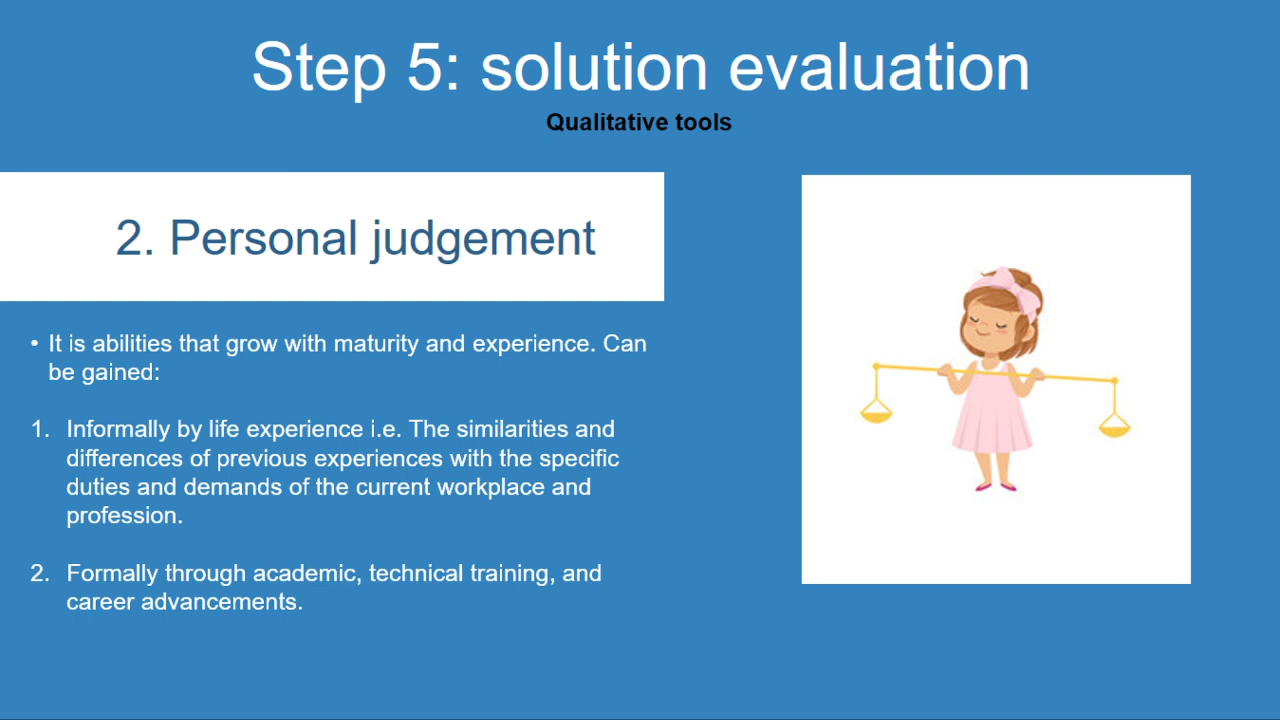 Step 5: solution evaluation
Qualitative tools
2. Personal judgement
• It is abilities that grow with maturity and experience. Can
be gained:
1. Informally by life experience i.e. The similarities and
differences of previous experiences with the specific
duties and demands of the current workplace and
profession.
2. Formally through academic, technical training, and
career advancements.